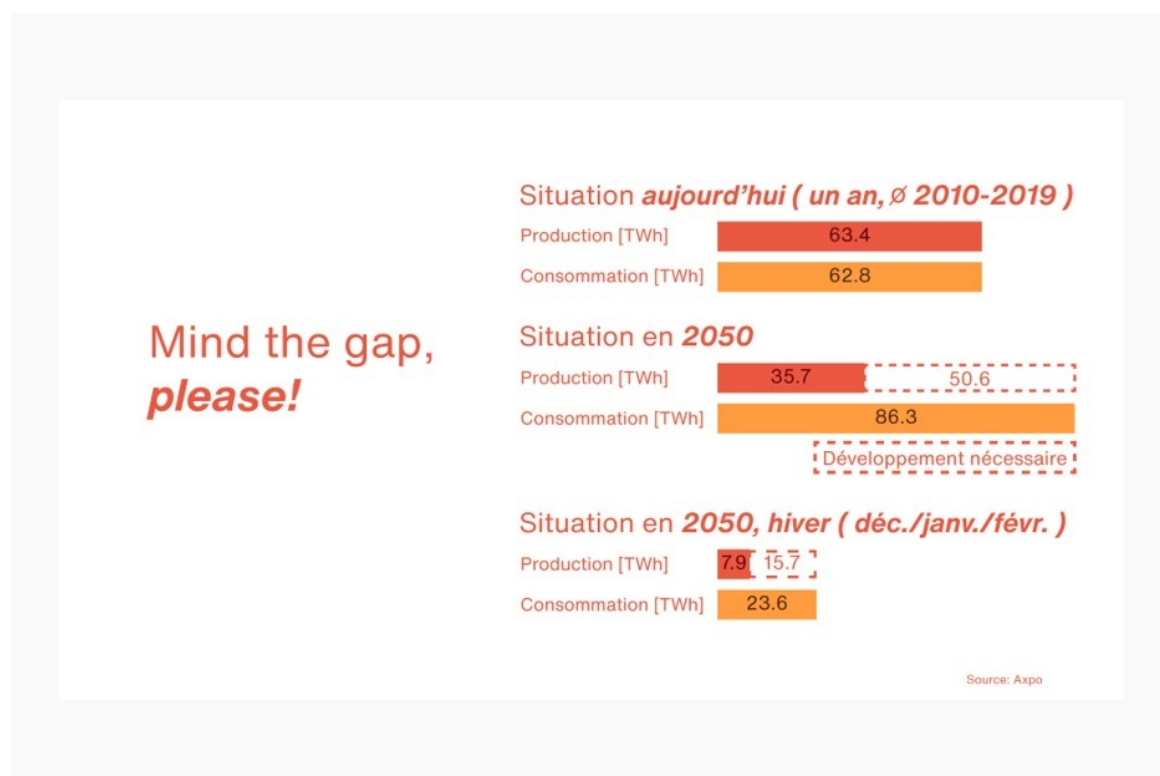 Mind the gap,
please!
Situation aujourd’hui ( un an, ø 2010-2019 )
Production [TWh] 63.4
Consommation [TWh] 62.8
Situation en 2050
Production [TWh] 35.7 50.6
Consommation [TWh] 86.3
Développement nécessaire
Situation en 2050, hiver ( déc./janv./févr. )
Production [TWh] 7.9 15.7
Consommation [TWh] 23.6
Source: Axpo